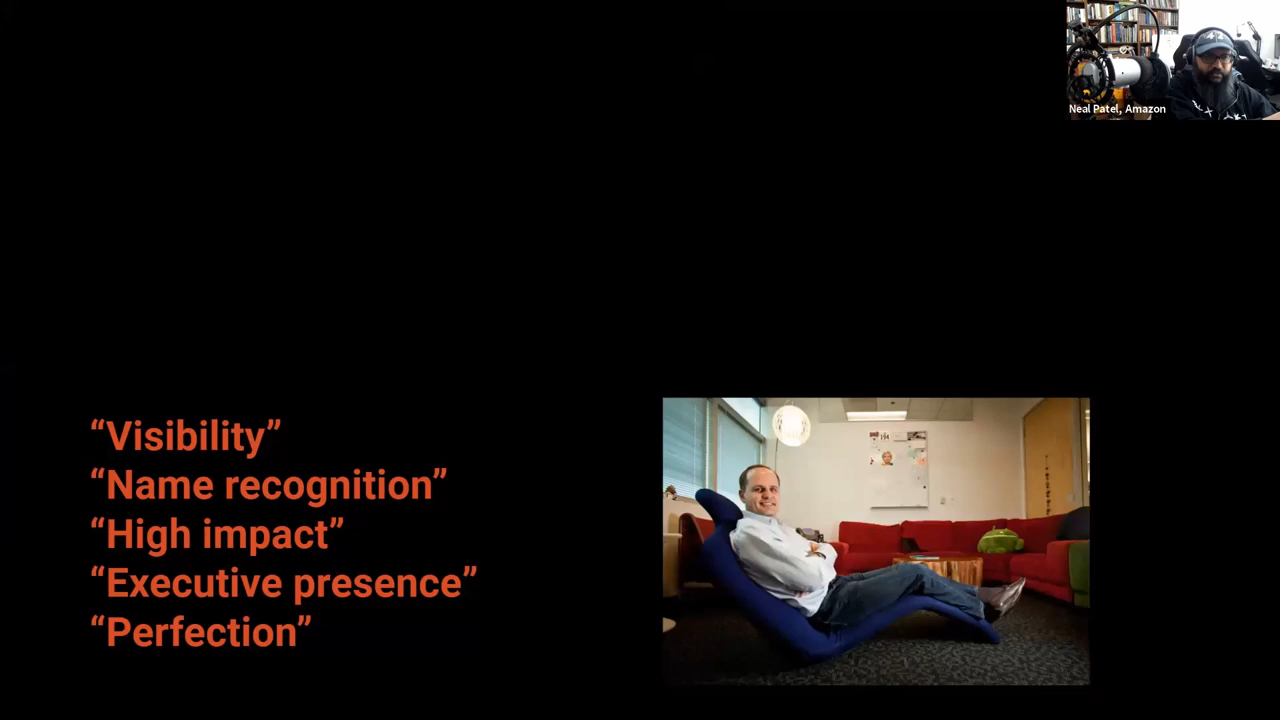 Neal Patel, Amazon
“Visibility”
“Name recognition”
“High impact”
“Executive presence”
“Perfection”